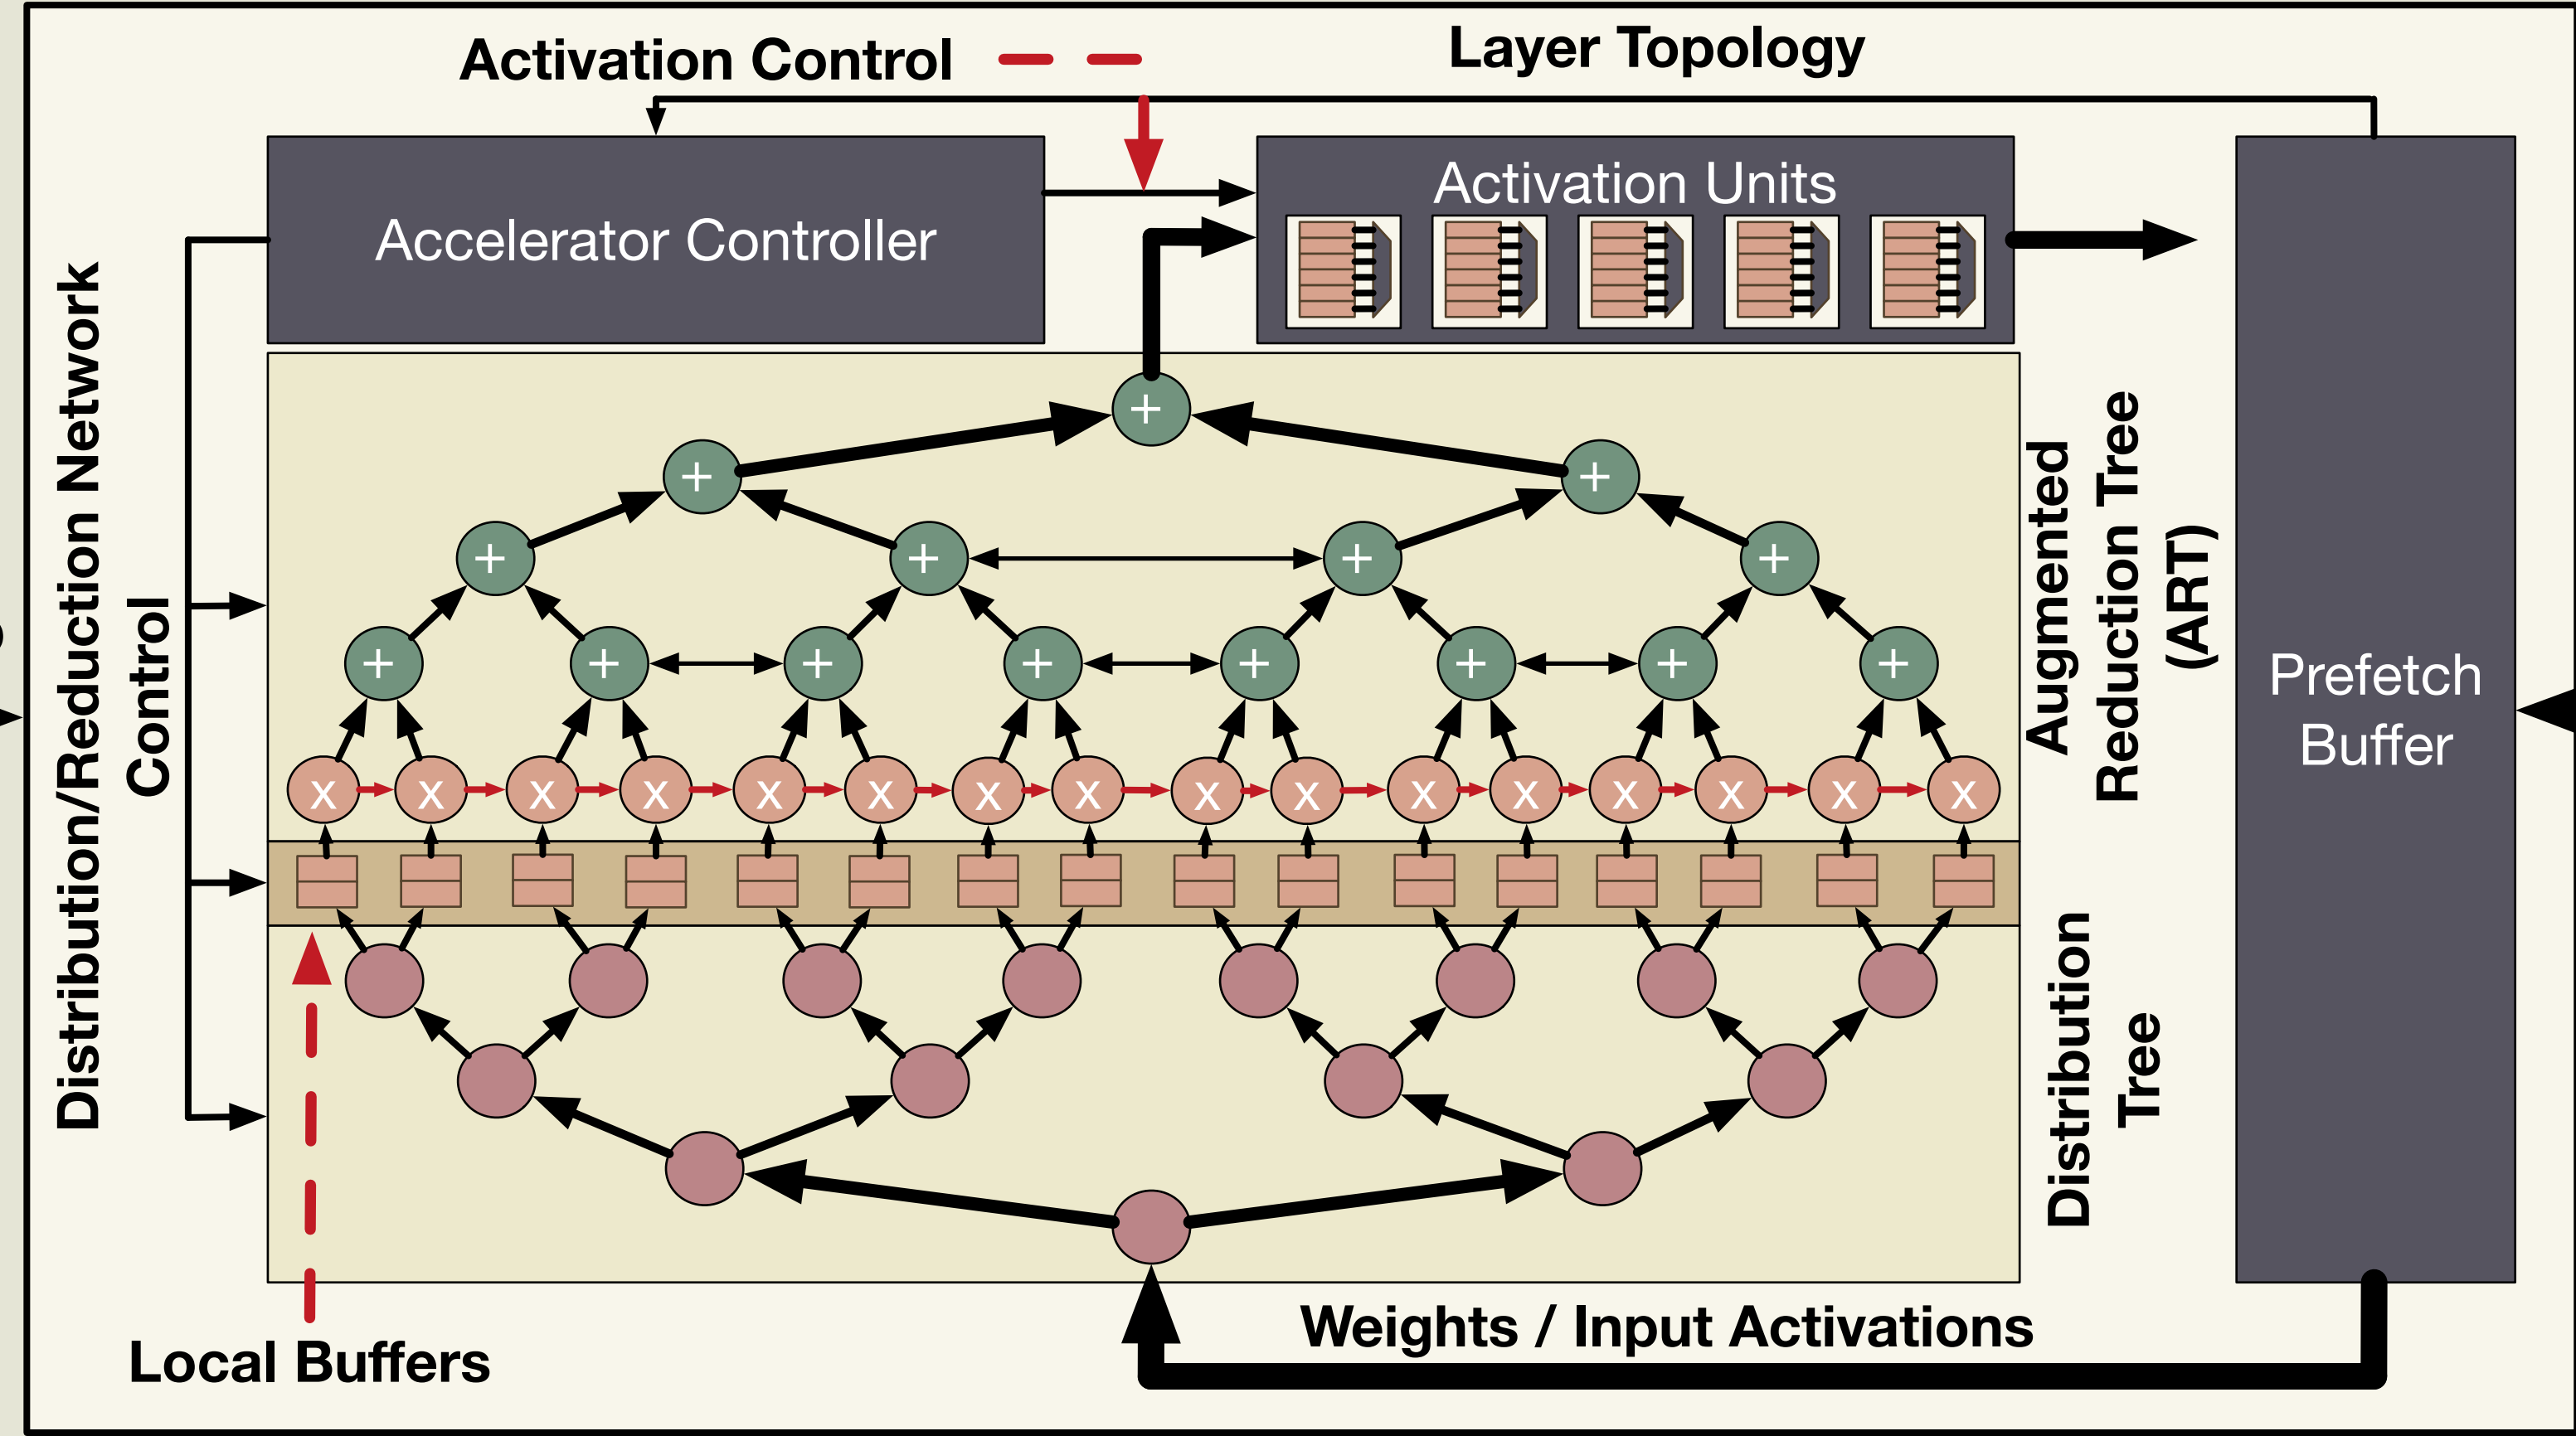 Activation Control
Layer Topology
Accelerator Controller
Activation Units
Distribution/Reduction Network
Control
+
+ +
+ + + +
+ + + + + + + +
x x x x x x x x x x x x x x x x
Augmented
Reduction Tree
(ART)
Prefetch
Buffer
Distribution
Tree
Local Buffers
Weights / Input Activations